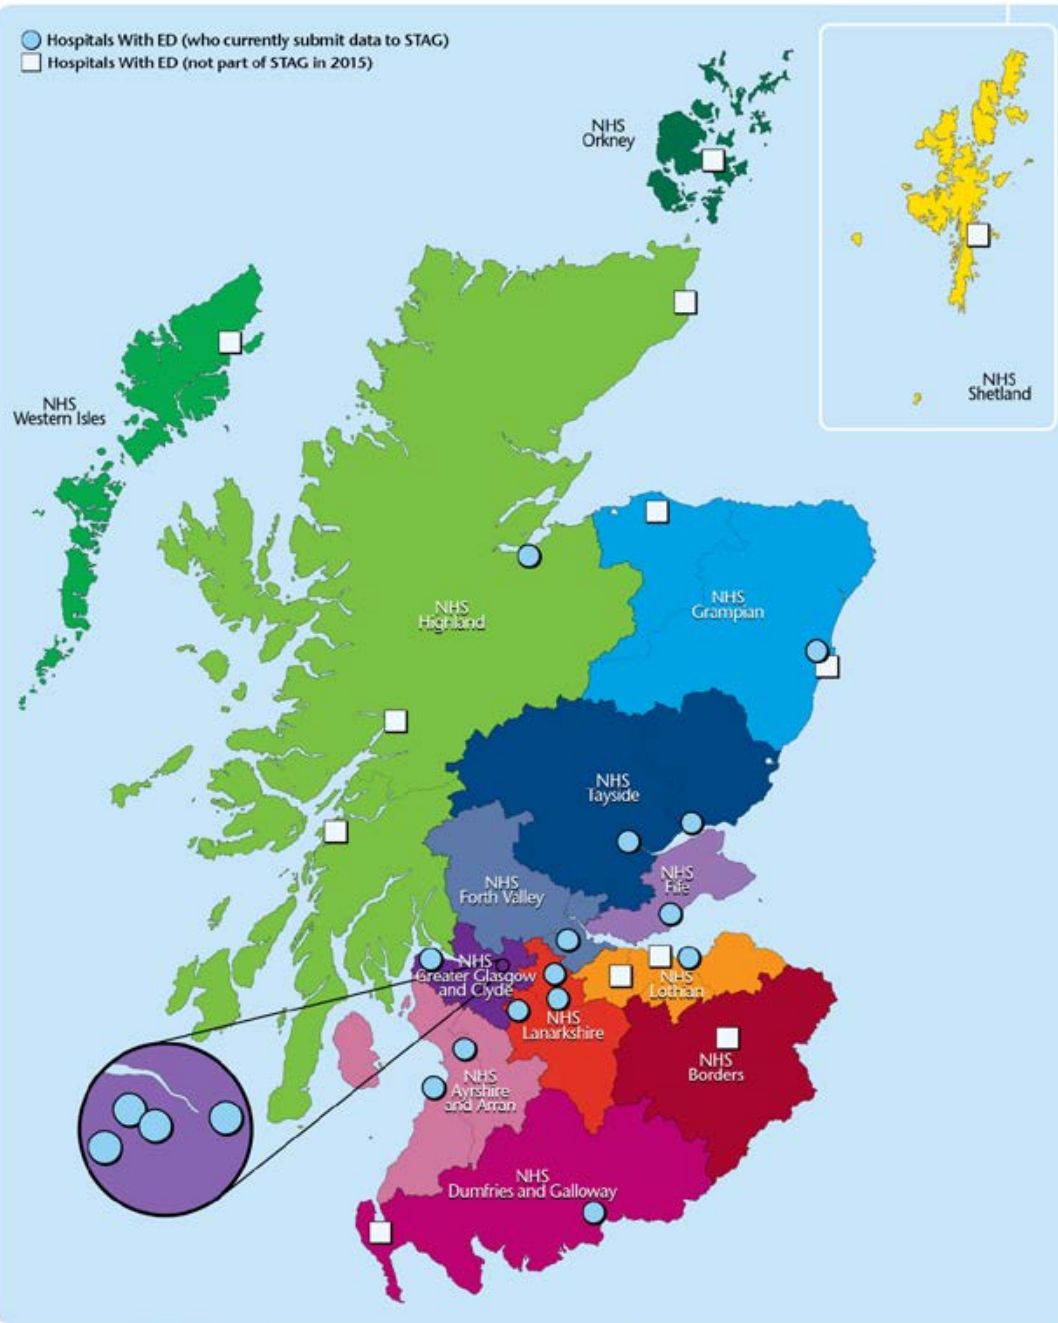 Hospitals With ED (who currently submit data to STAG)
Hospitals With ED (not part of STAG in 2015)
NHS
Orkney
NHS
Shetland
NHS
Western Isles
NHS
Highland
NHS
Grampian
NHS
Tayside
NHS
Fife
NHS
Forth Valley
NHS
Greater Glasgow
and Clyde
NHS
Lothian
NHS
Lanarkshire
NHS
Borders
NHS
Ayrshire
and Arran
NHS
Dumfries and Galloway